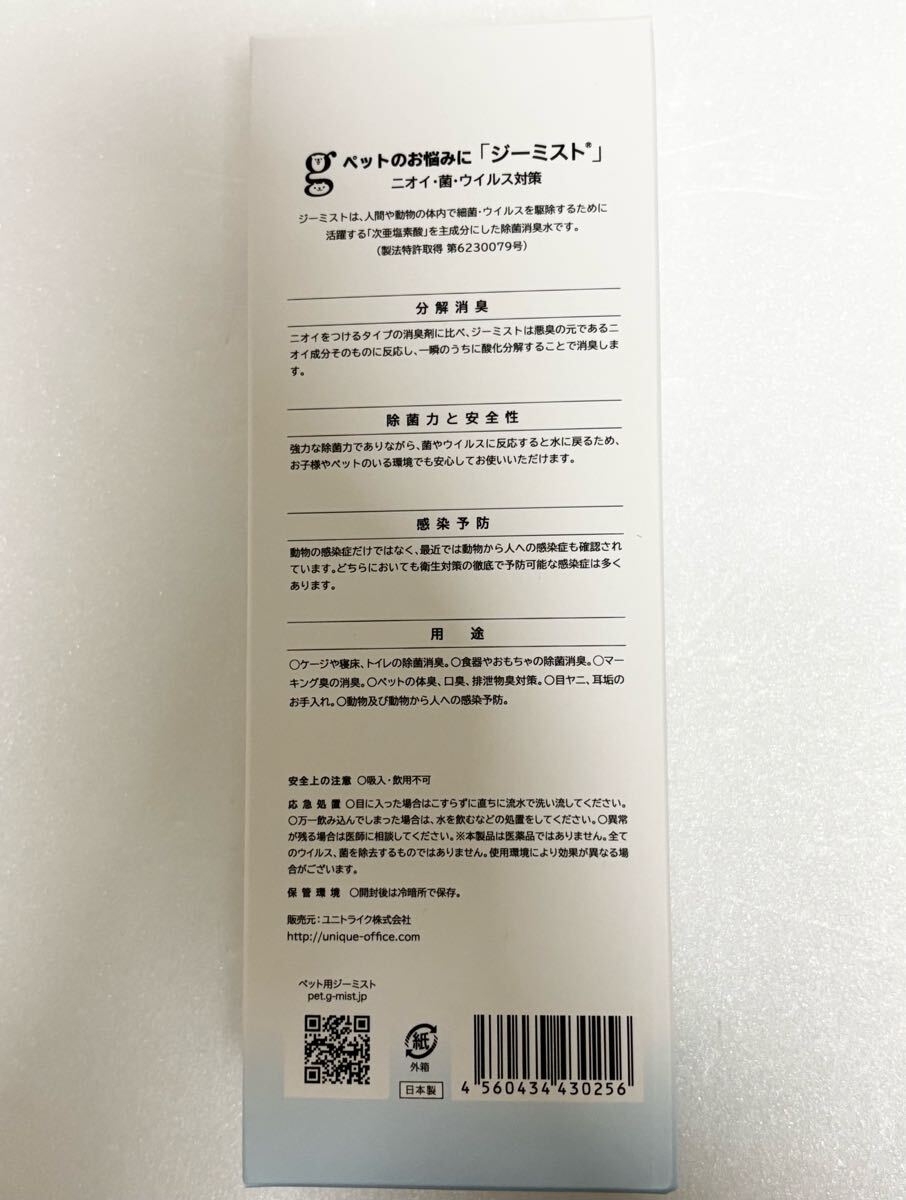 g ペットのお悩みに「ジーミスト®」
ニオイ・菌・ウイルス対策
ジーミストは、人間や動物の体内で細菌・ウイルスを駆除するために
活躍する「次亜塩素酸」を主成分にした除菌消臭水です。
(製法特許取得 第6230079号)
分解消臭
ニオイをつけるタイプの消臭剤に比べ、ジーミストは悪臭の元であるニ
オイ成分そのものに反応し、一瞬のうちに酸化分解することで消臭しま
す。
除菌力と安全性
強力な除菌力でありながら、菌やウイルスに反応すると水に戻るため、
お子様やペットのいる環境でも安心してお使いいただけます。
感染予防
動物の感染症だけではなく、最近では動物から人への感染症も確認され
ています。どちらにおいても衛生対策の徹底で予防可能な感染症は多く
あります。
用 途
○ケージや寝床、トイレの除菌消臭。○食器やおもちゃの除菌消臭。○マー
キング臭の消臭。○ペットの体臭、口臭、排泄物臭対策。○目ヤニ、耳垢の
お手入れ。○動物及び動物から人への感染予防。
安全上の注意 ○吸入・飲用不可
応急処置 ○目に入った場合はこすらずに直ちに流水で洗い流してください。
○万一飲み込んでしまった場合は、水を飲むなどの処置をしてください。○異常
が残る場合は医師に相談してください。※本製品は医薬品ではありません。全て
のウイルス、菌を除去するものではありません。使用環境により効果が異なる場
合がございます。
保管環境 ○開封後は冷暗所で保存。
販売元:ユニトライク株式会社
http://unique-office.com
ペット用ジーミスト
pet.g-mist.jp
紙
外箱
日本製
4 560434 430256